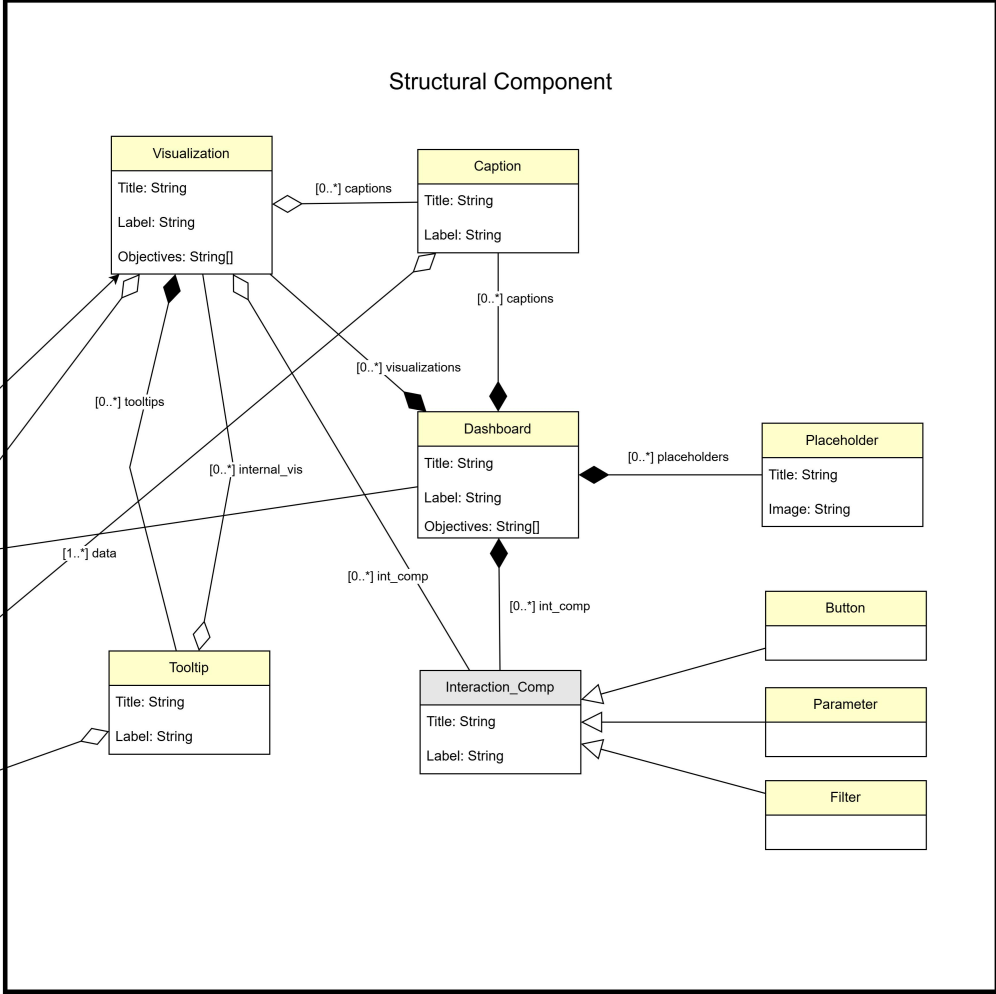 Structural Component
Visualization
Title: String
Label: String
Objectives: String[]
[0..*] captions
Caption
Title: String
Label: String
[0..*] captions
[0..*] visualizations
[0..*] tooltips
[0..*] internal_vis
Dashboard
Title: String
Label: String
Objectives: String[]
[0..*] placeholders
Placeholder
Title: String
Image: String
[1..*] data
[0..*] int_comp
[0..*] int_comp
Tooltip
Title: String
Label: String
Interaction_Comp
Title: String
Label: String
Button
Parameter
Filter